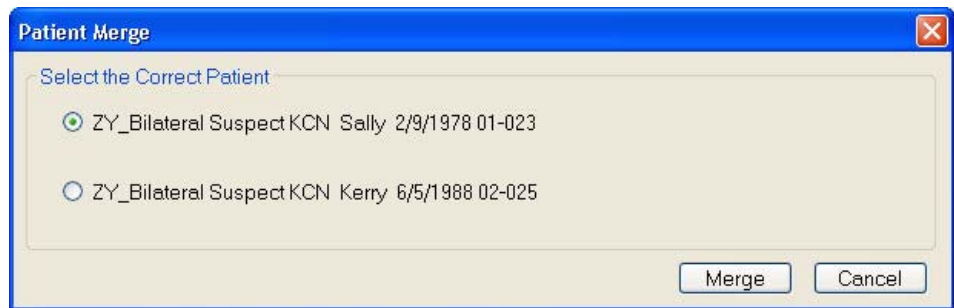 Patient Merge
Select the Correct Patient
ZY_Bilateral Suspect KCN Sally 2/9/1978 01-023
ZY_Bilateral Suspect KCN Kerry 6/5/1988 02-025
Merge Cancel